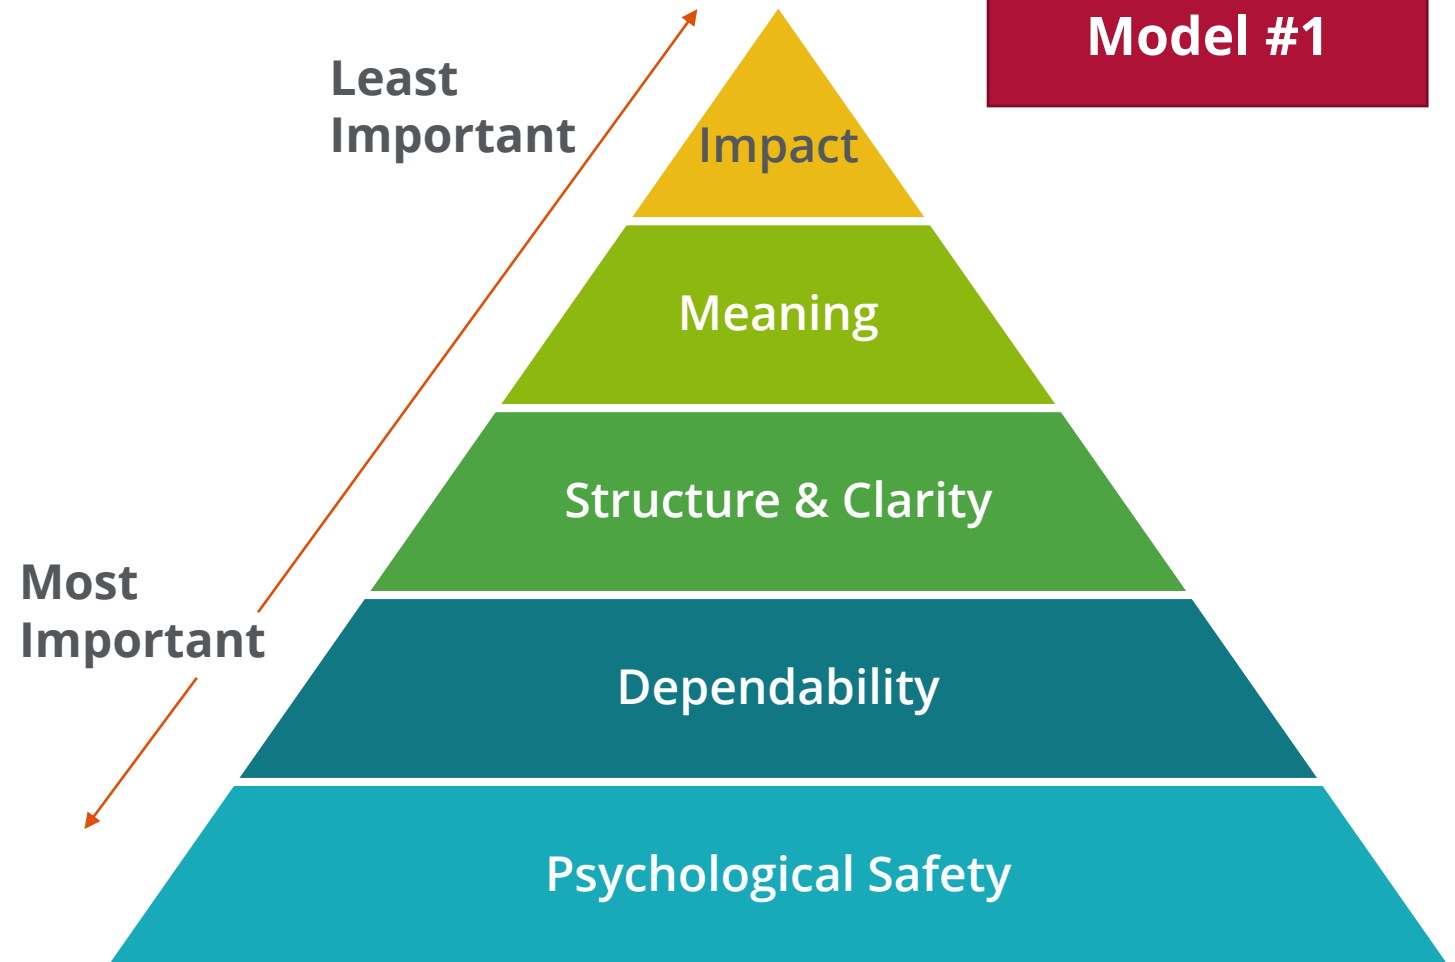 Model #1
Least
Important
Impact
Meaning
Structure & Clarity
Most
Important
Dependability
Psychological Safety